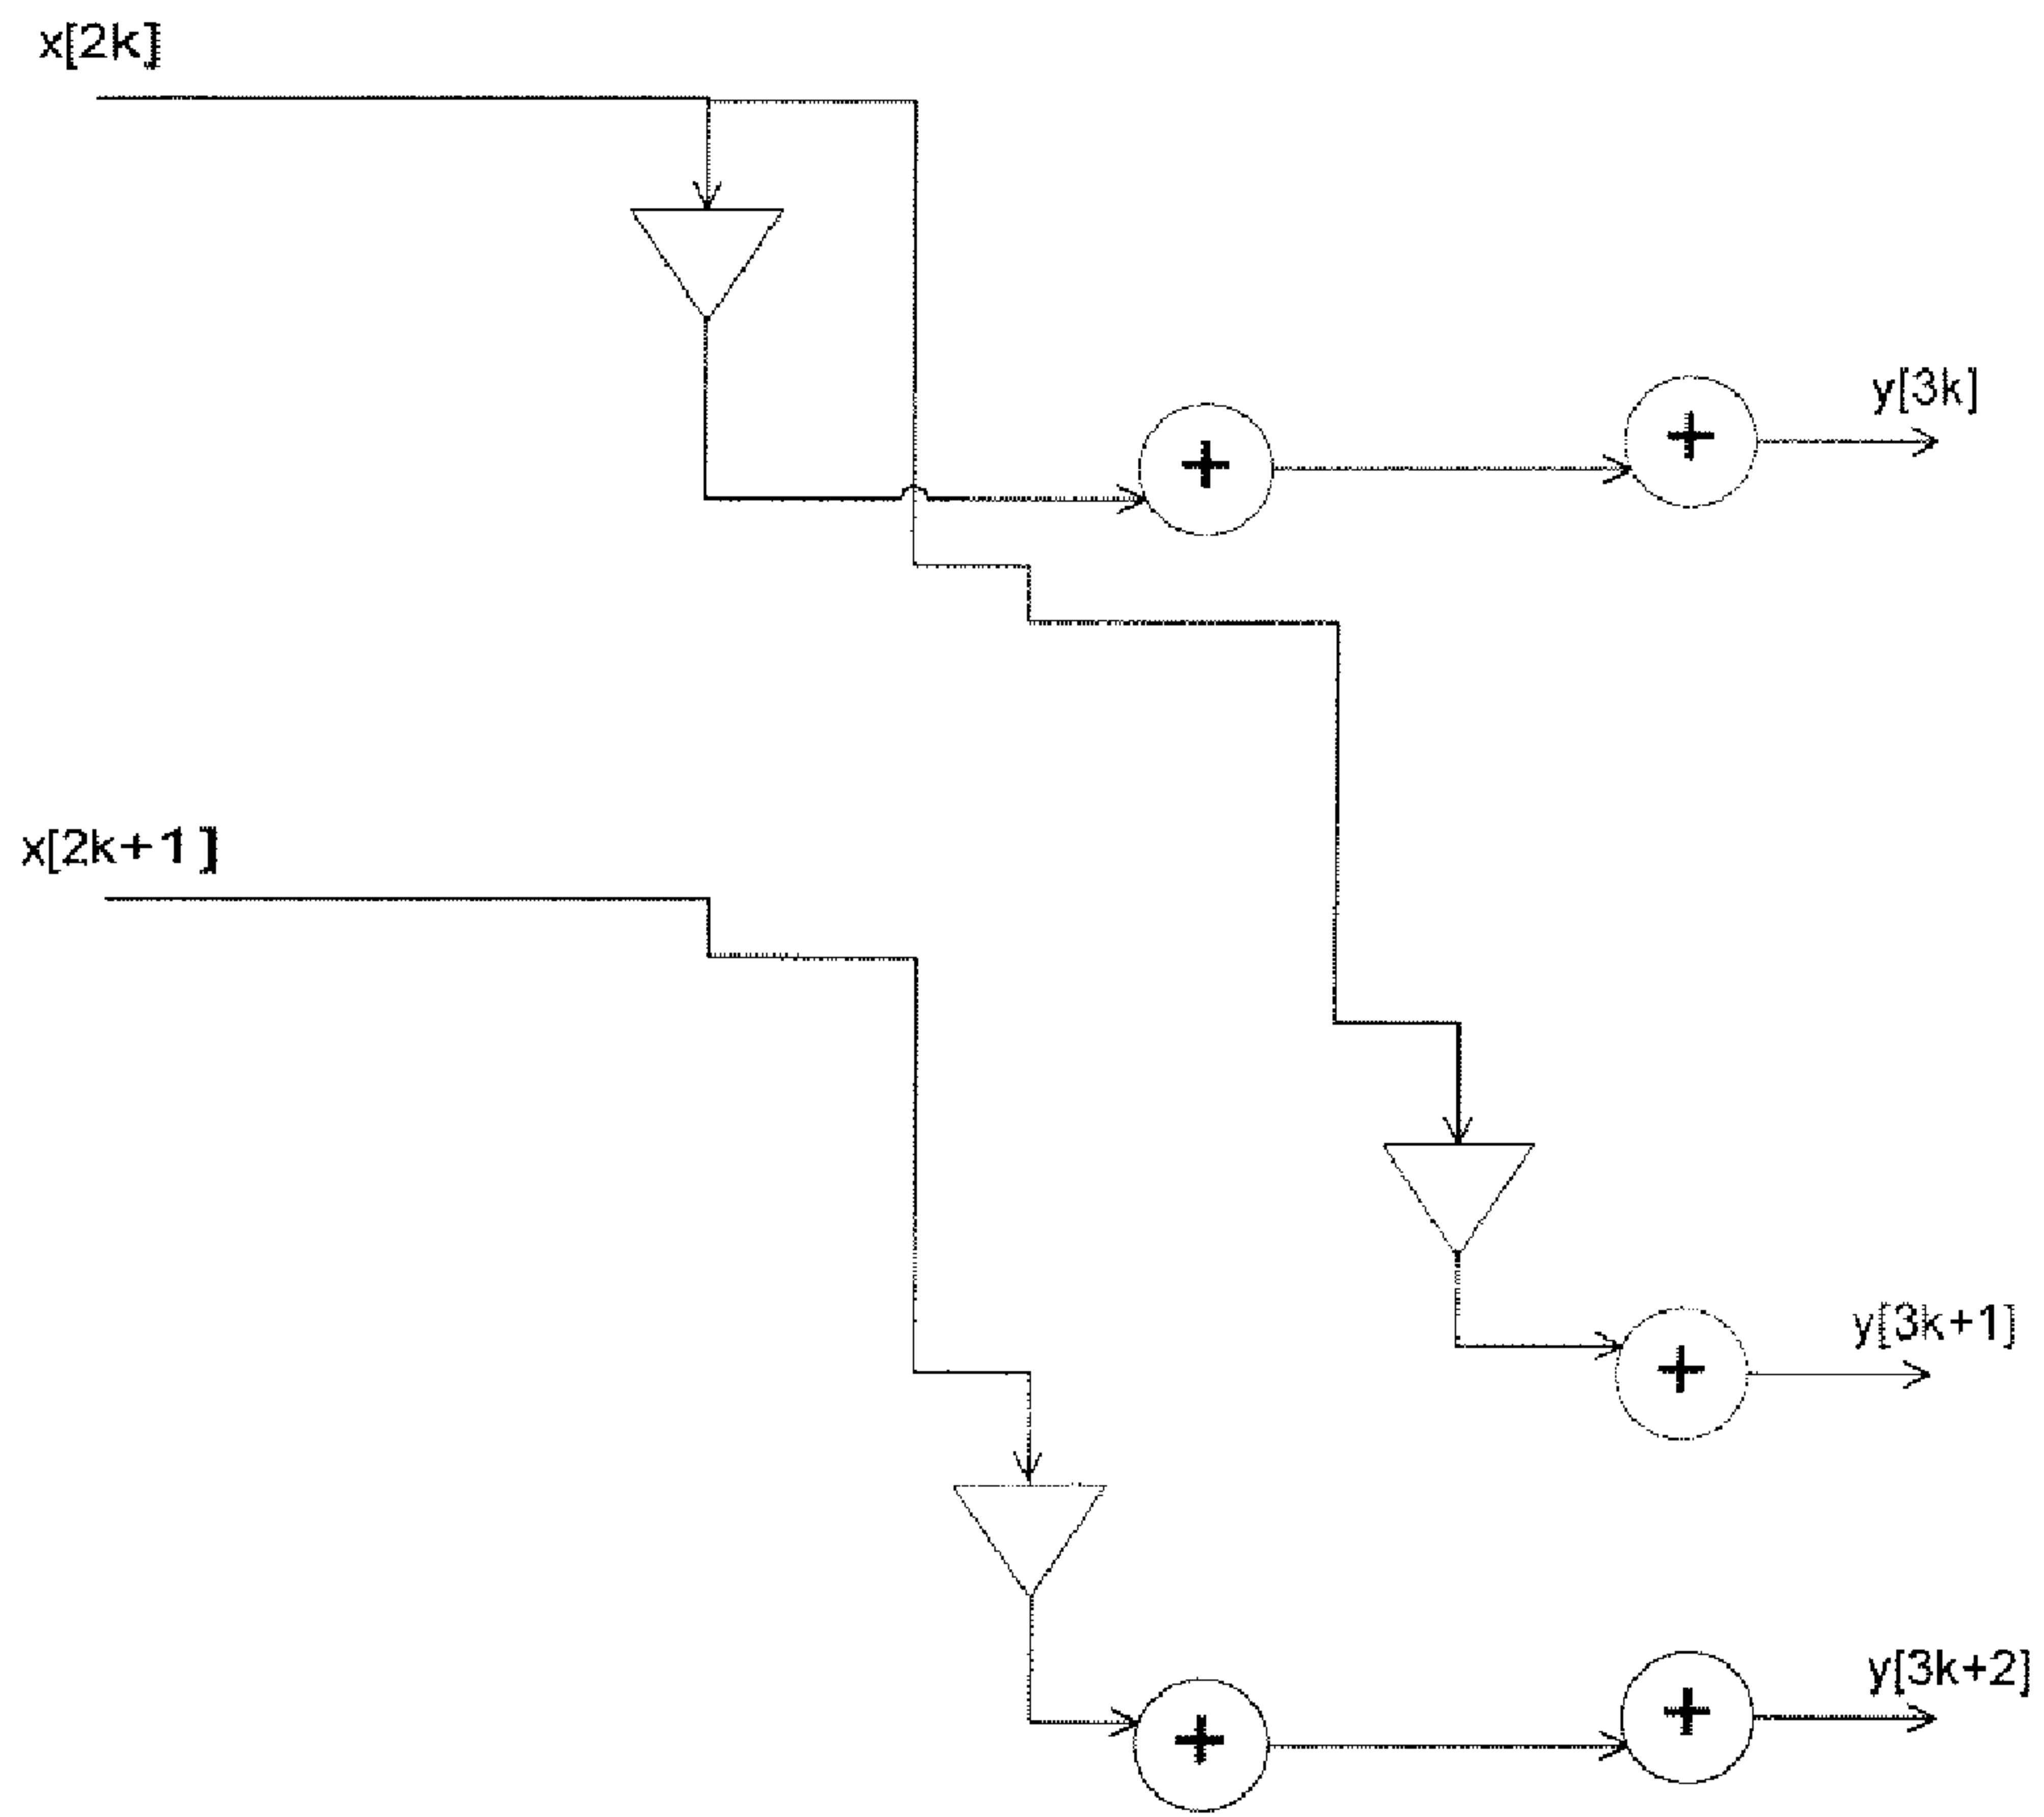 x[2k]
+
+
y[3k]
x[2k+1]
+
y[3k+1]
+
+
y[3k+2]